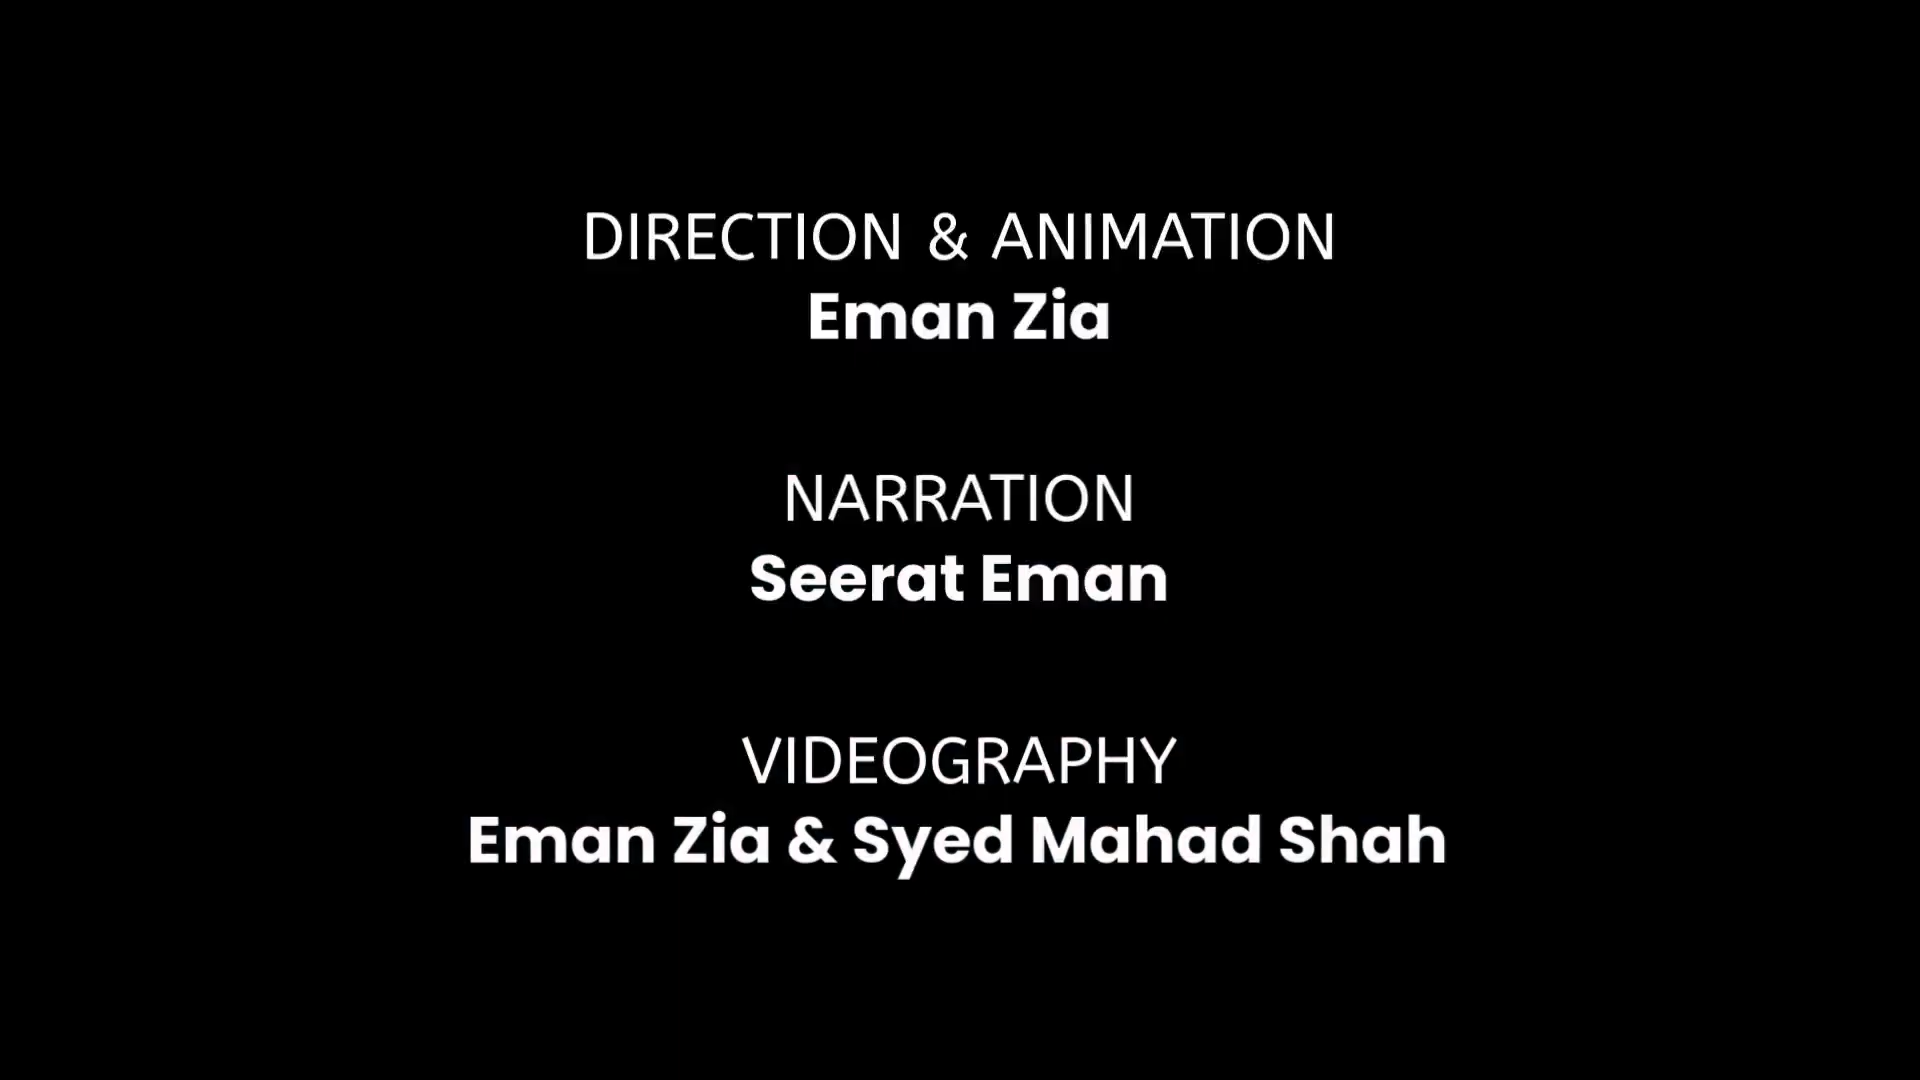 DIRECTION & ANIMATION
Eman Zia
NARRATION
Seerat Eman
VIDEOGRAPHY
Eman Zia & Syed Mahad Shah